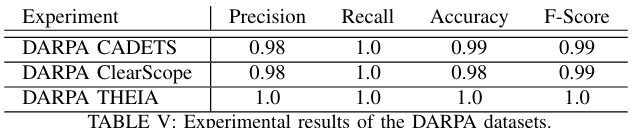 Experiment Precision Recall Accuracy F-Score
DARPA CADETS 0.98 1.0 0.99 0.99
DARPA ClearScope 0.98 1.0 0.98 0.99
DARPA THEIA 1.0 1.0 1.0 1.0
TABLE V: Experimental results of the DARPA datasets.